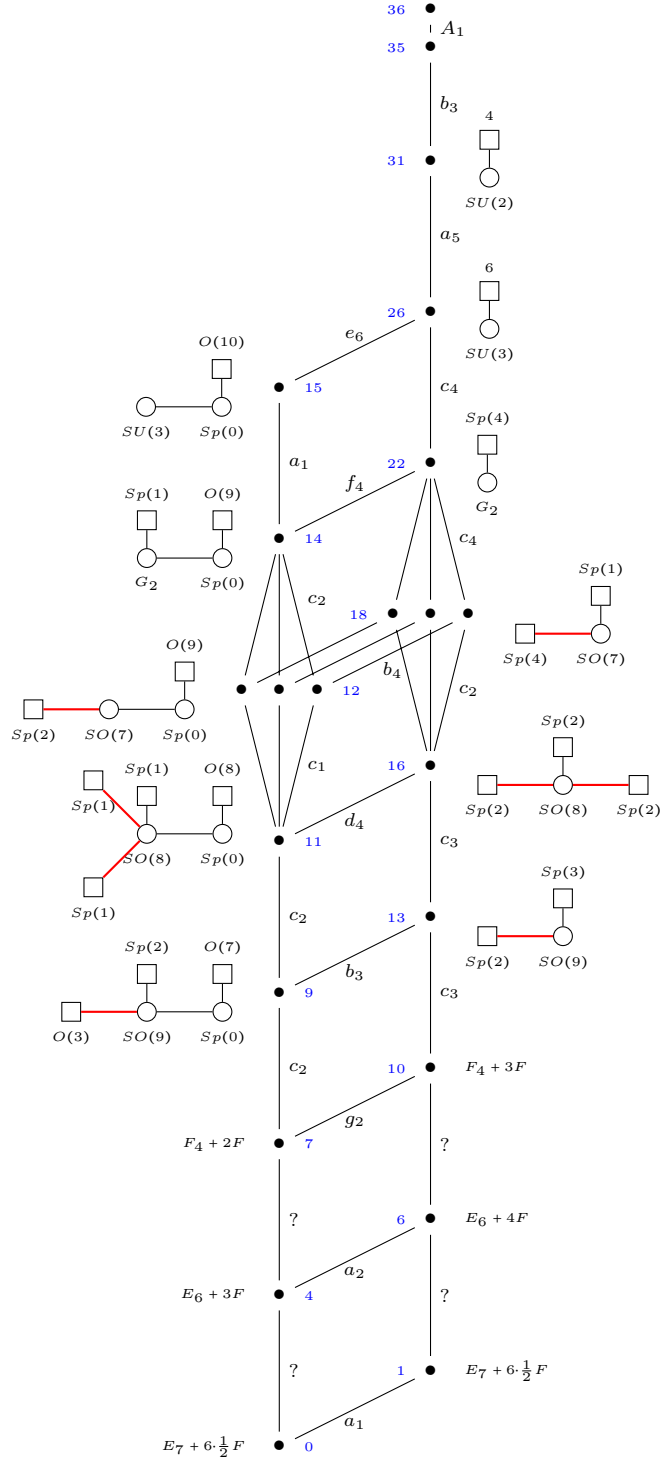 36
A₁
35
b₃
4
31
SU(2)
a₅
6
O(10)
e₆
26
SU(3)
15
c₄
SU(3) Sp(0)
Sp(4)
a₁
22
f₄
G₂
Sp(1) O(9)
14
c₄
G₂ Sp(0)
c₂
Sp(1)
18
O(9)
b₄
Sp(4) SO(7)
12
c₂
Sp(2) SO(7) Sp(0)
Sp(2)
c₁
Sp(1) O(8)
16
Sp(1)
Sp(2) SO(8) Sp(2)
d₄
11
SO(8) Sp(0)
c₃
Sp(1)
Sp(3)
c₂
13
Sp(2) SO(9)
Sp(2) O(7)
b₃
9
c₃
O(3) SO(9) Sp(0)
c₂
10
F₄ + 3F
g₂
F₄ + 2F
7
?
?
6
E₆ + 4F
a₂
E₆ + 3F
4
?
?
1
E₇ + 6·½F
a₁
E₇ + 6·½F
0